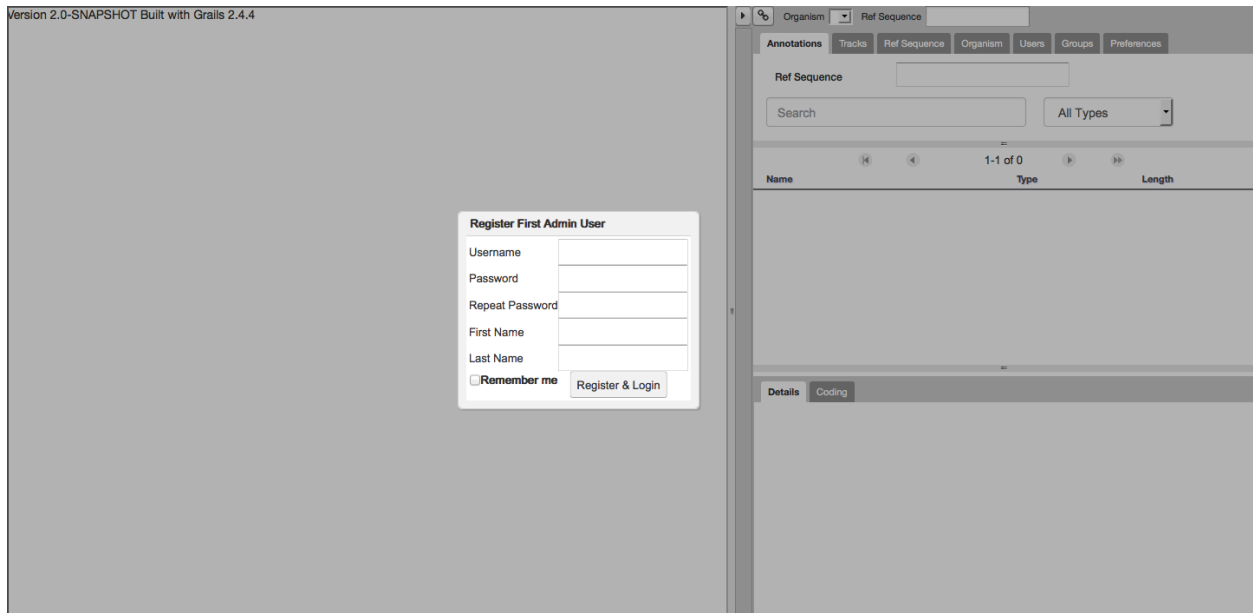 Version 2.0-SNAPSHOT Built with Grails 2.4.4
Organism Ref Sequence
Annotations Tracks Ref Sequence Organism Users Groups Preferences
Ref Sequence
Search All Types
1-1 of 0
Name Type Length
Register First Admin User
Username
Password
Repeat Password
First Name
Last Name
Remember me Register & Login
Details Coding